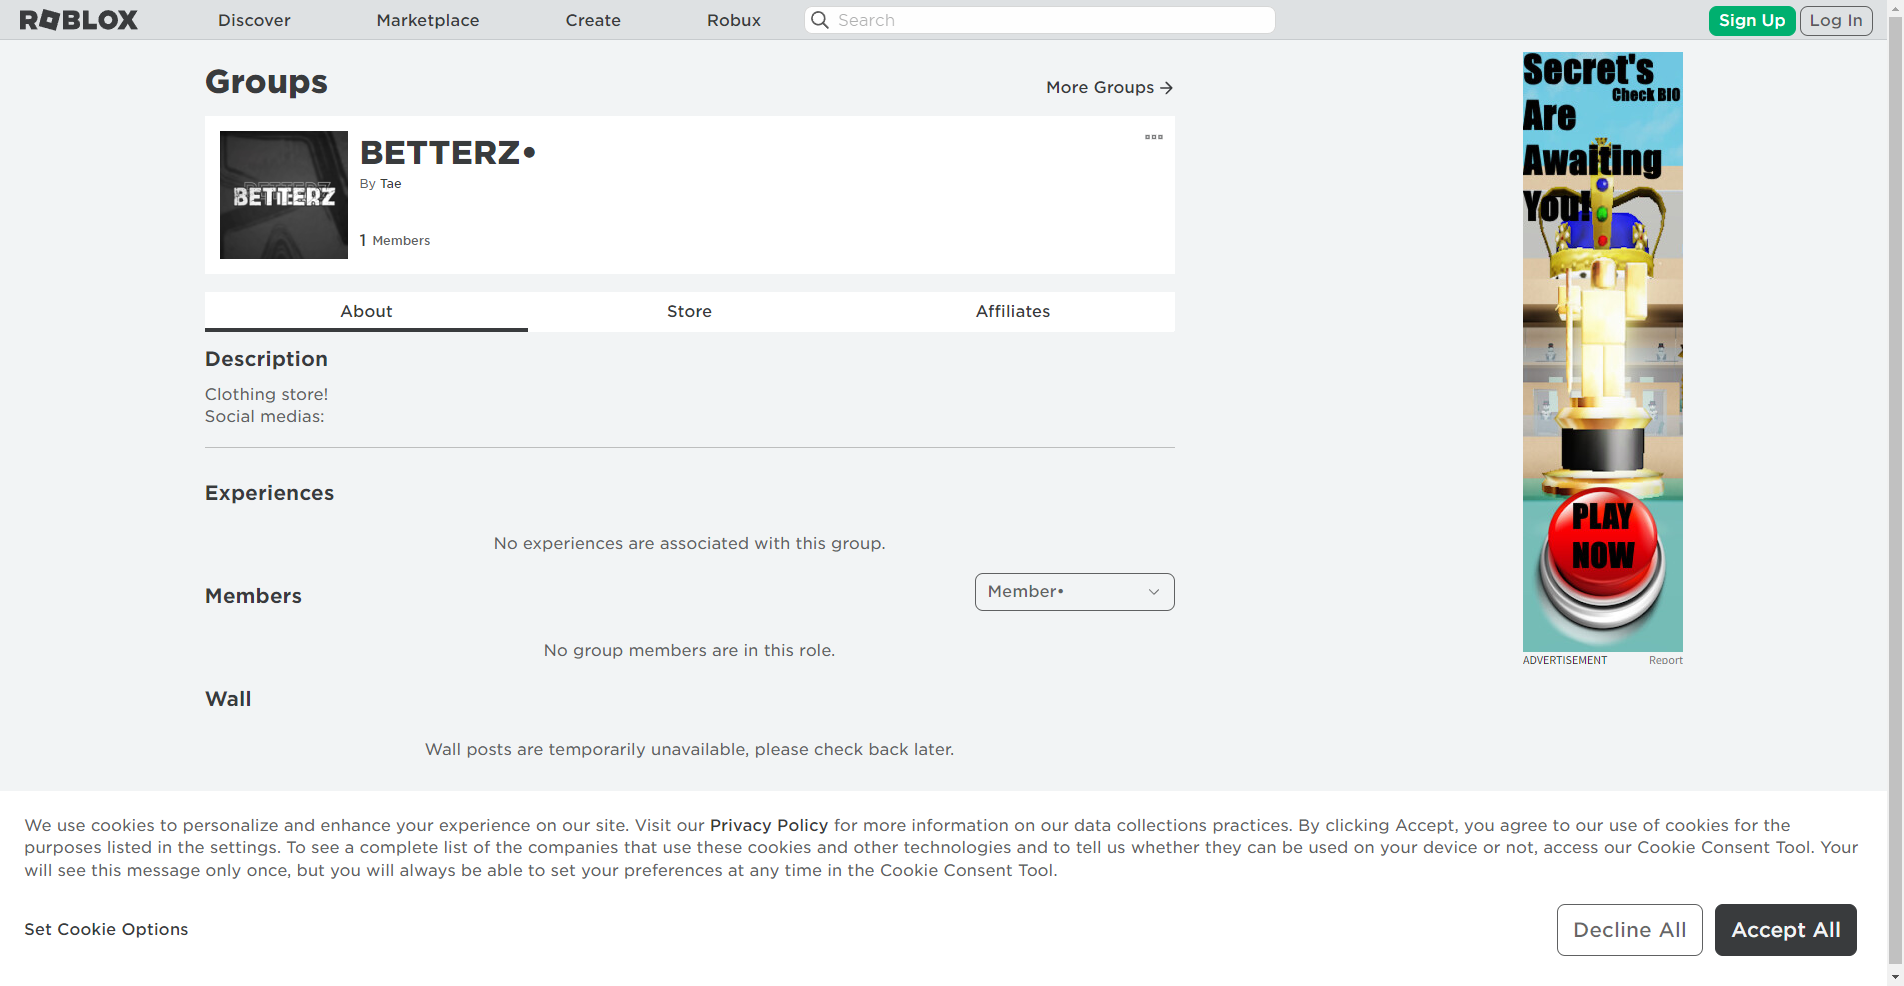 ROBLOX
Discover
Marketplace
Create
Robux
Search
Sign Up
Log In
Groups
More Groups →
BETTERZ
BETTERZ•
By Tae
1 Members
About
Store
Affiliates
Description
Clothing store!
Social medias:
Experiences
No experiences are associated with this group.
Members
Member•
No group members are in this role.
Wall
Wall posts are temporarily unavailable, please check back later.
Secret's
Check BIO
Are
Awaiting
You!
PLAY
NOW
ADVERTISEMENT
Report
We use cookies to personalize and enhance your experience on our site. Visit our Privacy Policy for more information on our data collections practices. By clicking Accept, you agree to our use of cookies for the
purposes listed in the settings. To see a complete list of the companies that use these cookies and other technologies and to tell us whether they can be used on your device or not, access our Cookie Consent Tool. Your
will see this message only once, but you will always be able to set your preferences at any time in the Cookie Consent Tool.
Set Cookie Options
Decline All
Accept All